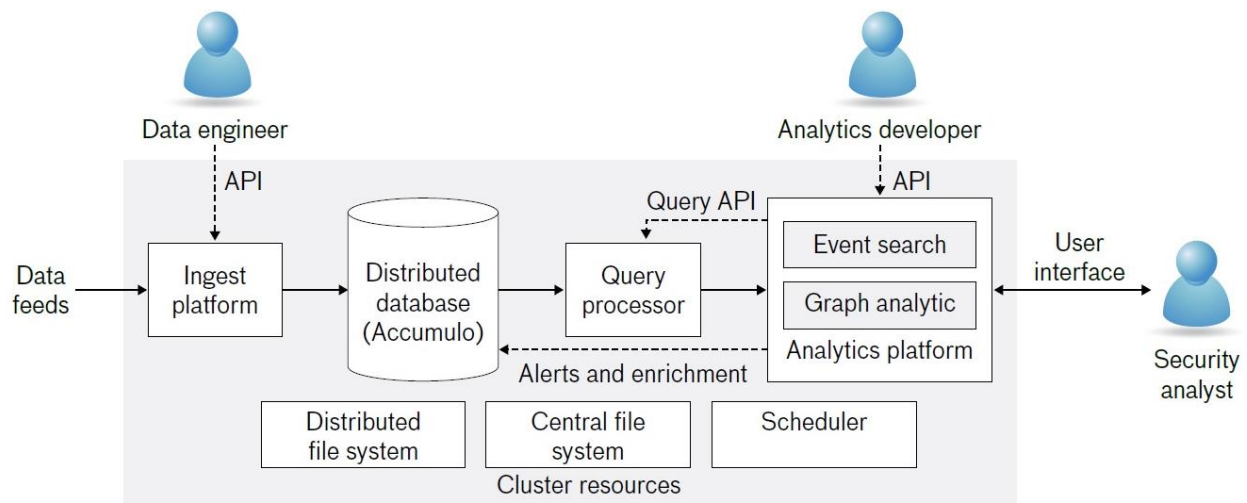 Data engineer
Analytics developer
API
API
Query API
Data
feeds
Ingest
platform
Distributed
database
(Accumulo)
Query
processor
Event search
Graph analytic
Analytics platform
User
interface
Security
analyst
Alerts and enrichment
Distributed
file system
Central file
system
Scheduler
Cluster resources